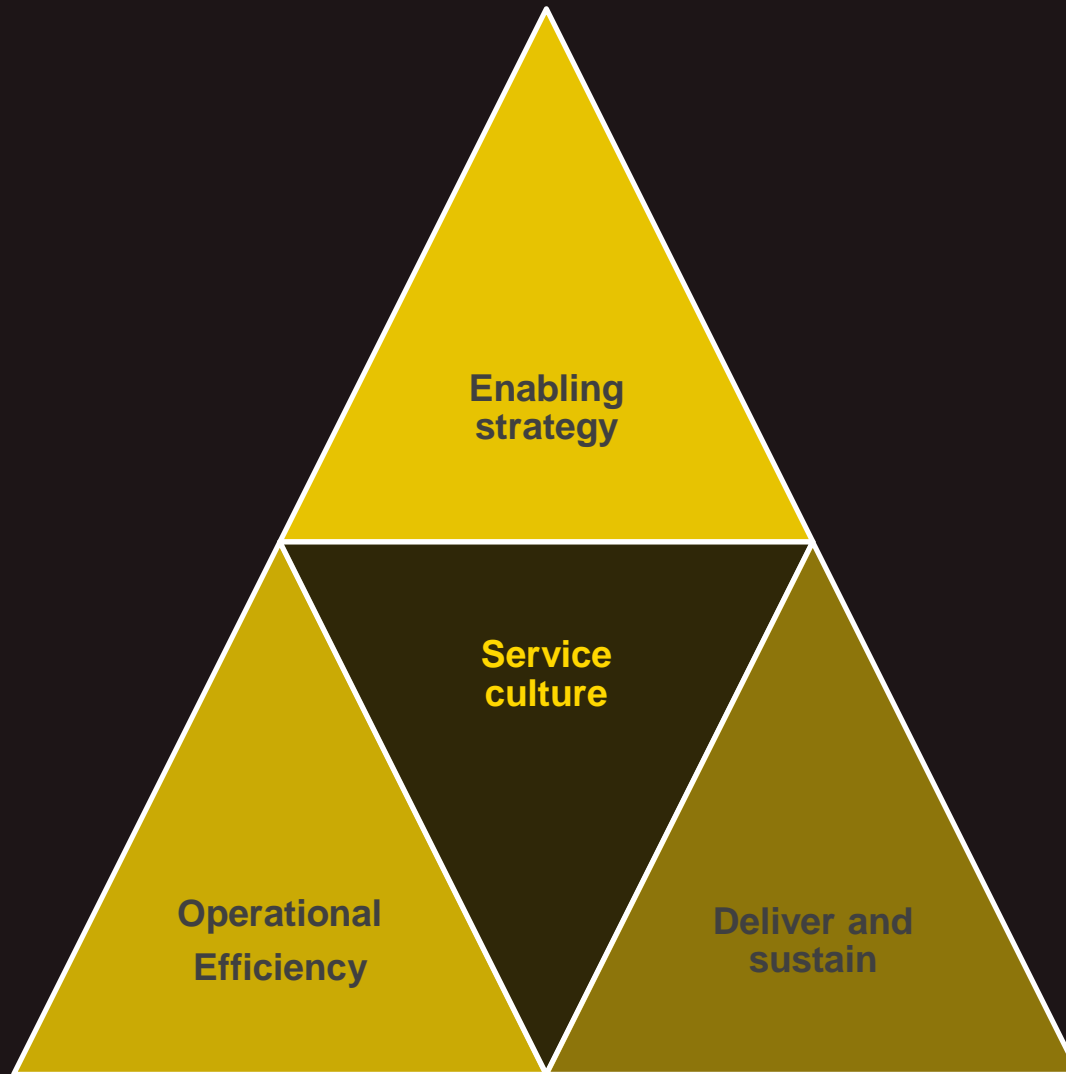 Enabling
strategy
Service
culture
Operational
Efficiency
Deliver and
sustain